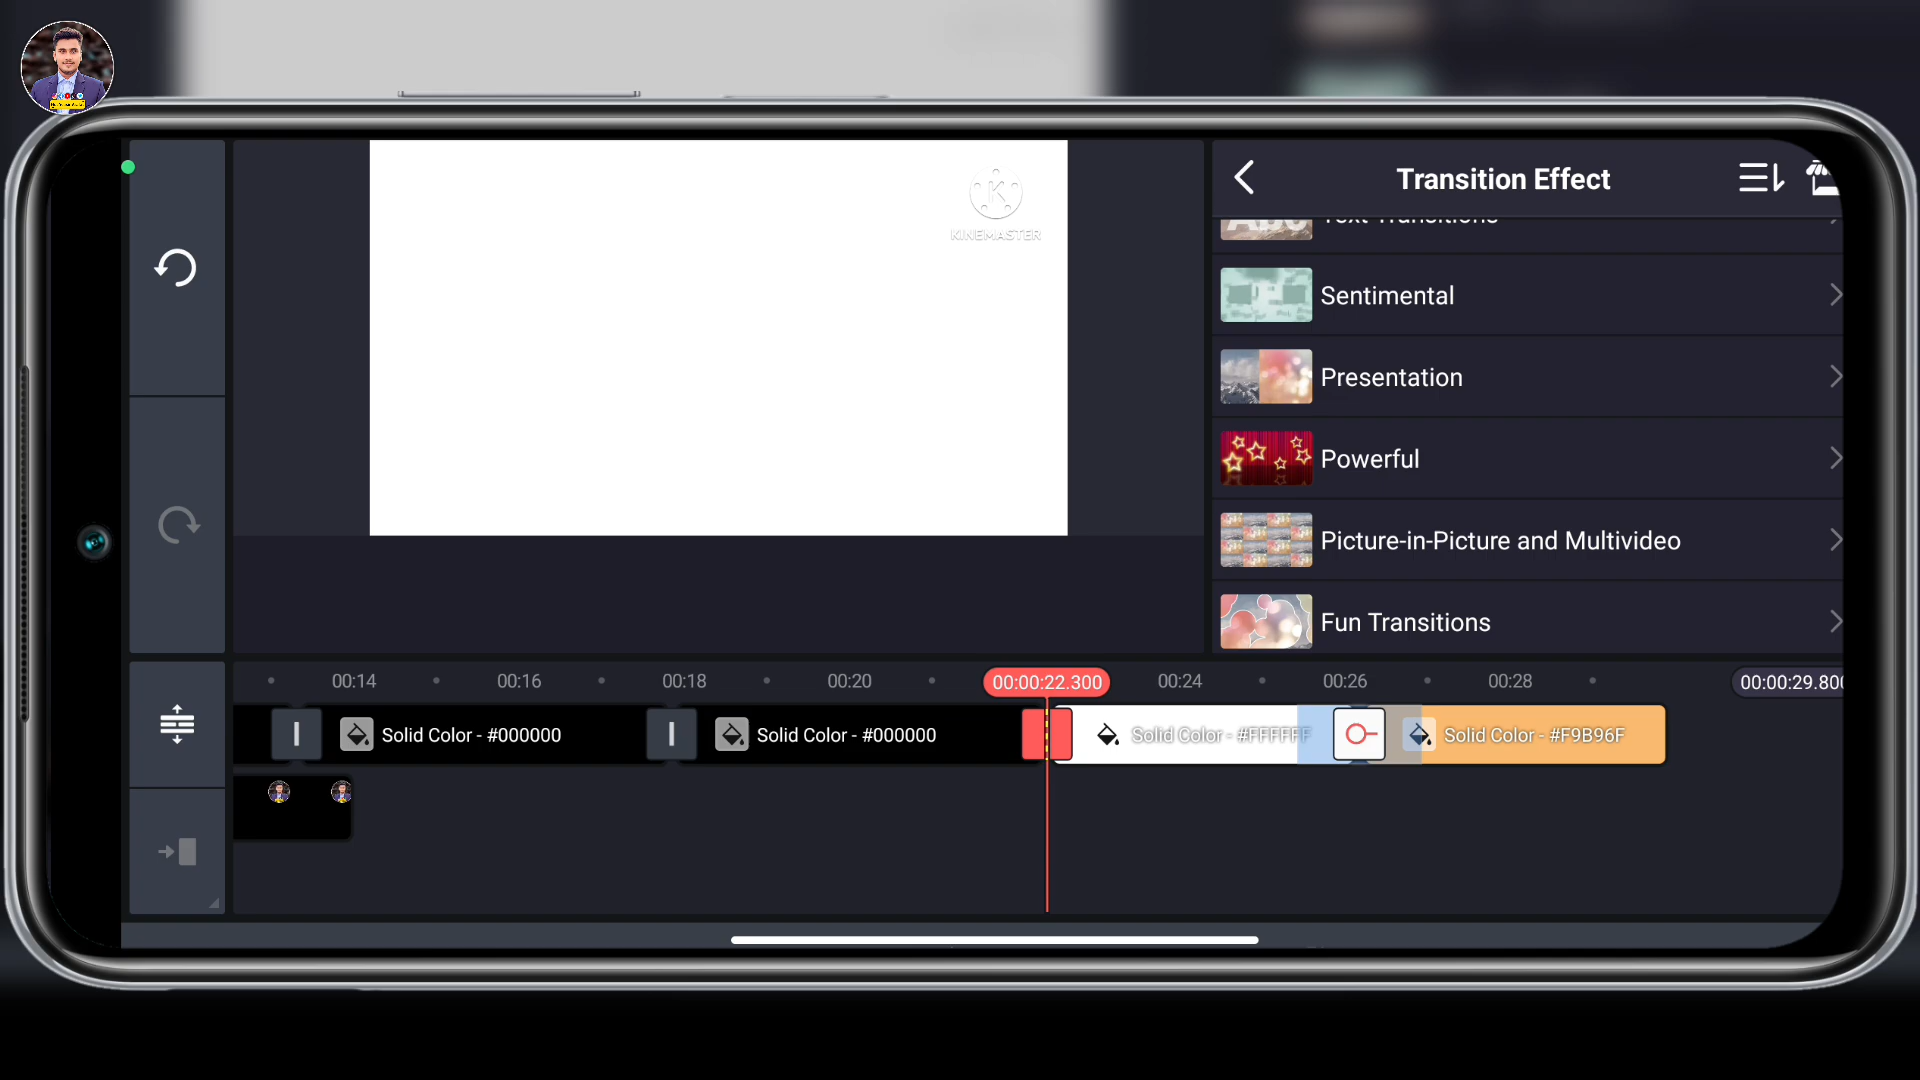 KINEMASTER
Transition Effect
Text Transitions
Sentimental
Presentation
Powerful
Picture-in-Picture and Multivideo
Fun Transitions
00:14
00:16
00:18
00:20
00:00:22.300
00:24
00:26
00:28
00:00:29.800
Solid Color - #000000
Solid Color - #000000
Solid Color - #FFFFFF
Solid Color - #F9B96F